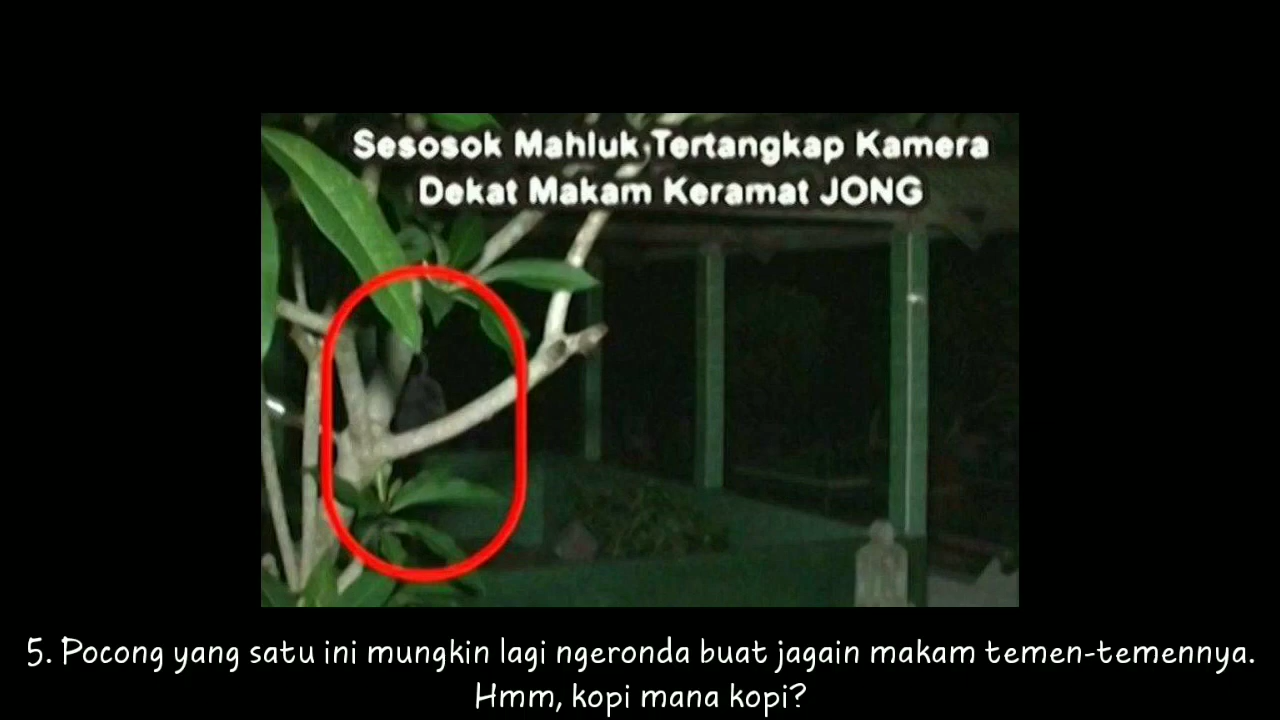 Sesosok Mahluk Tertangkap Kamera
Dekat Makam Keramat JONG
5. Pocong yang satu ini mungkin lagi ngeronda buat jagain makam temen-temennya.
Hmm, kopi mana kopi?